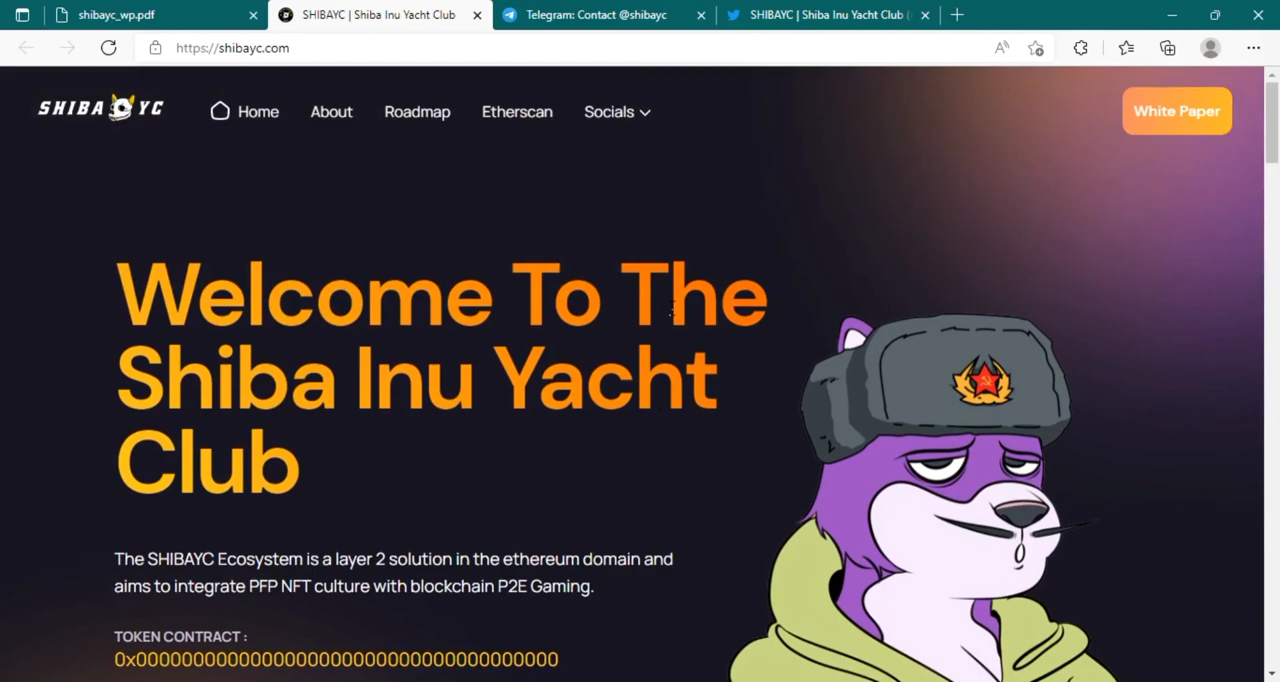 shibayc_wp.pdf
SHIBAYC | Shiba Inu Yacht Club
Telegram: Contact @shibayc
SHIBAYC | Shiba Inu Yacht Club
https://shibayc.com
SHIBA YC
Home
About
Roadmap
Etherscan
Socials
White Paper
Welcome To The
Shiba Inu Yacht
Club
The SHIBAYC Ecosystem is a layer 2 solution in the ethereum domain and
aims to integrate PFP NFT culture with blockchain P2E Gaming.
TOKEN CONTRACT :